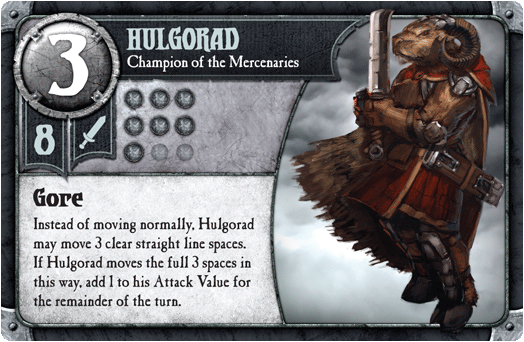 3
HULGORAD
Champion of the Mercenaries
8
Gore
Instead of moving normally, Hulgorad
may move 3 clear straight line spaces.
If Hulgorad moves the full 3 spaces in
this way, add 1 to his Attack Value for
the remainder of the turn.